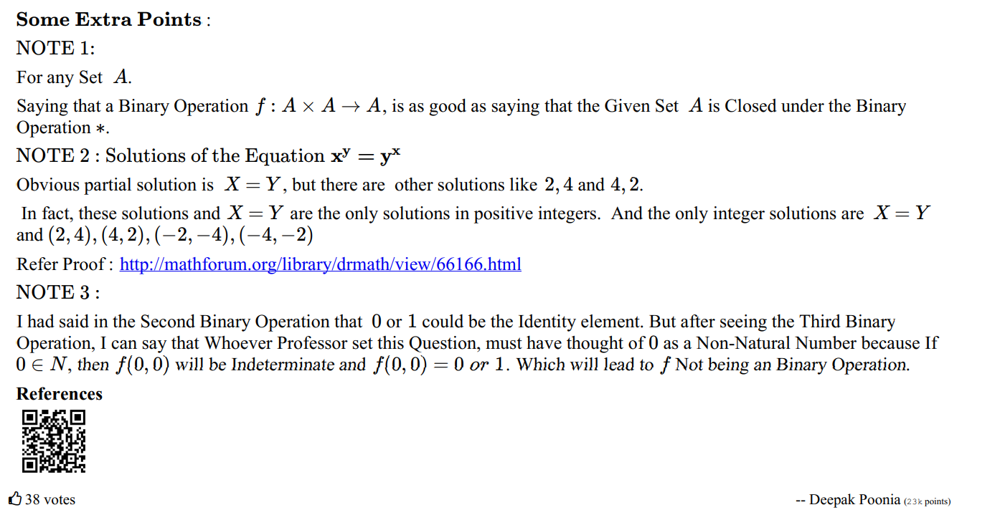 Some Extra Points :
NOTE 1:
For any Set A.
Saying that a Binary Operation f : A × A → A, is as good as saying that the Given Set A is Closed under the Binary
Operation *.
NOTE 2 : Solutions of the Equation x^y = y^x
Obvious partial solution is X = Y, but there are other solutions like 2, 4 and 4, 2.
In fact, these solutions and X = Y are the only solutions in positive integers. And the only integer solutions are X = Y
and (2, 4), (4, 2), (−2, −4), (−4, −2)
Refer Proof : http://mathforum.org/library/drmath/view/66166.html
NOTE 3 :
I had said in the Second Binary Operation that 0 or 1 could be the Identity element. But after seeing the Third Binary
Operation, I can say that Whoever Professor set this Question, must have thought of 0 as a Non-Natural Number because If
0 ∈ N, then f(0, 0) will be Indeterminate and f(0, 0) = 0 or 1. Which will lead to f Not being an Binary Operation.
References
38 votes
-- Deepak Poonia (23k points)